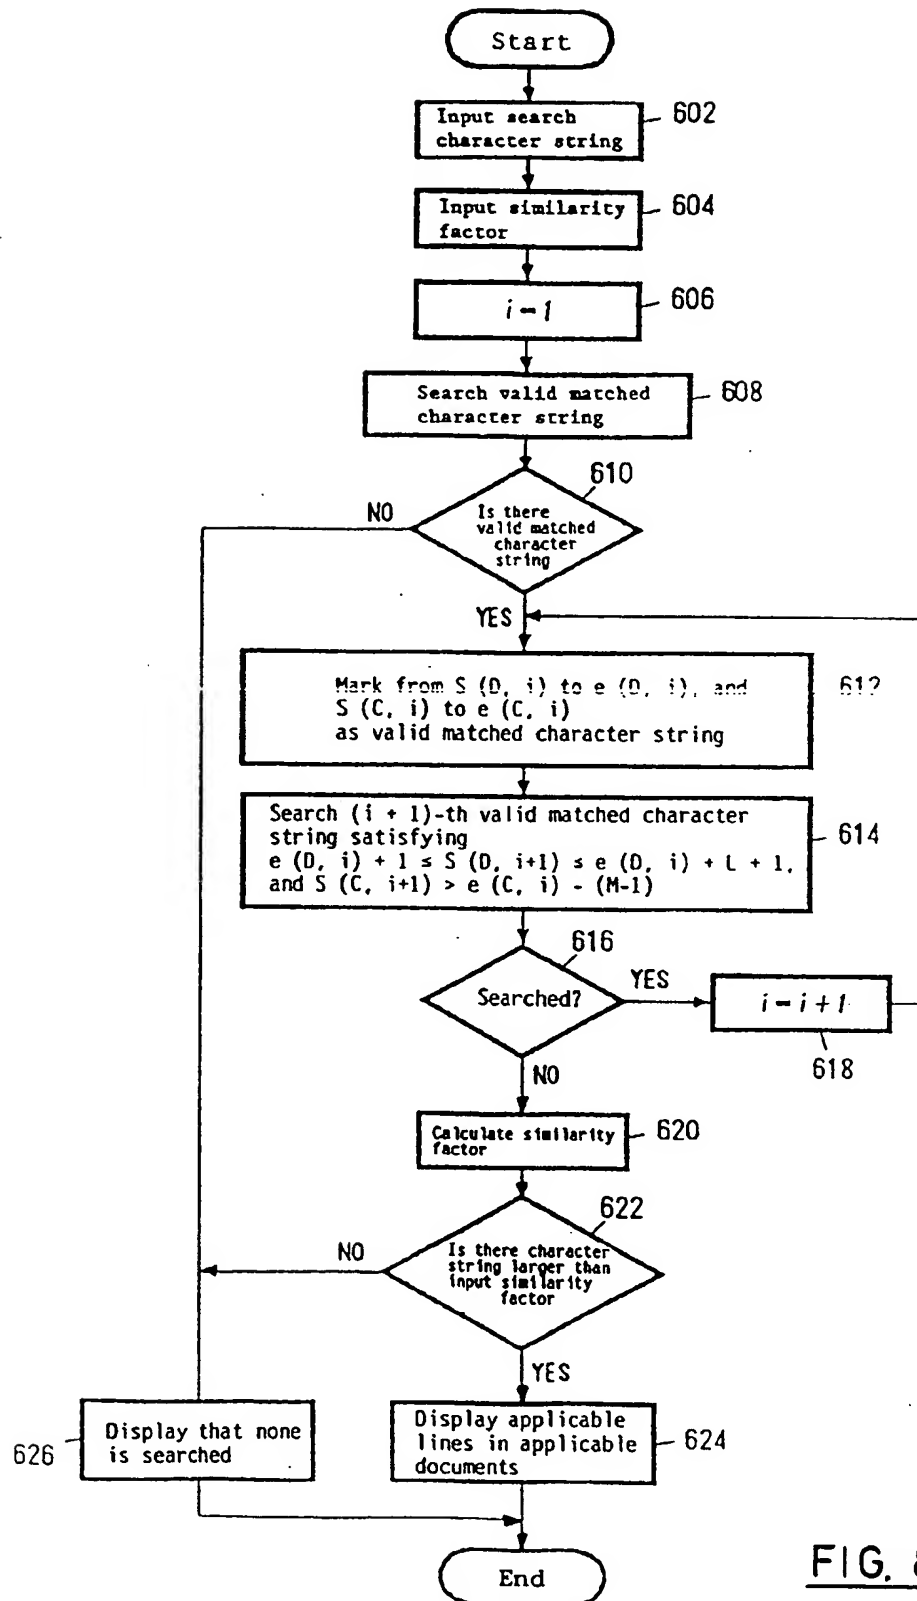 Start
Input search
character string
602
Input similarity
factor
604
i = 1
606
Search valid matched
character string
608
610
Is there
valid matched
character
string
NO
YES
Mark from S (D, i) to e (D, i), and
S (C, i) to e (C, i)
as valid matched character string
612
Search (i + 1)-th valid matched character
string satisfying
e (D, i) + 1 ≤ S (D, i+1) ≤ e (D, i) + L + 1,
and S (C, i+1) > e (C, i) - (M-1)
614
616
Searched?
YES
i = i + 1
618
NO
Calculate similarity
factor
620
622
Is there character
string larger than
input similarity
factor
NO
YES
Display that none
is searched
626
Display applicable
lines in applicable
documents
624
End
FIG.